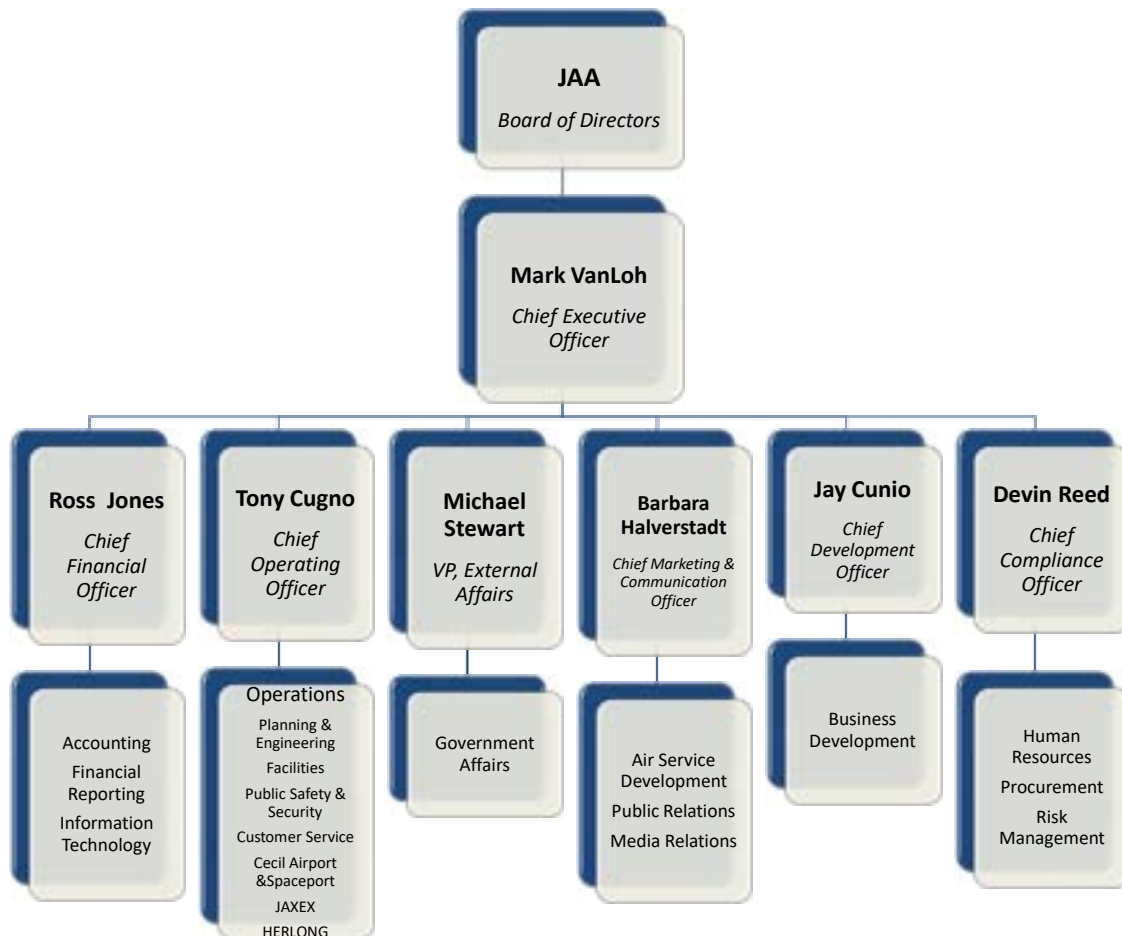 JAA
Board of Directors
Mark VanLoh
Chief Executive
Officer
Ross Jones
Chief
Financial
Officer
Tony Cugno
Chief
Operating
Officer
Michael
Stewart
VP, External
Affairs
Barbara
Halverstadt
Chief Marketing &
Communication
Officer
Jay Cunio
Chief
Development
Officer
Devin Reed
Chief
Compliance
Officer
Accounting
Financial
Reporting
Information
Technology
Operations
Planning &
Engineering
Facilities
Public Safety &
Security
Customer Service
Cecil Airport
&Spaceport
JAXEX
HERLONG
Government
Affairs
Air Service
Development
Public Relations
Media Relations
Business
Development
Human
Resources
Procurement
Risk
Management